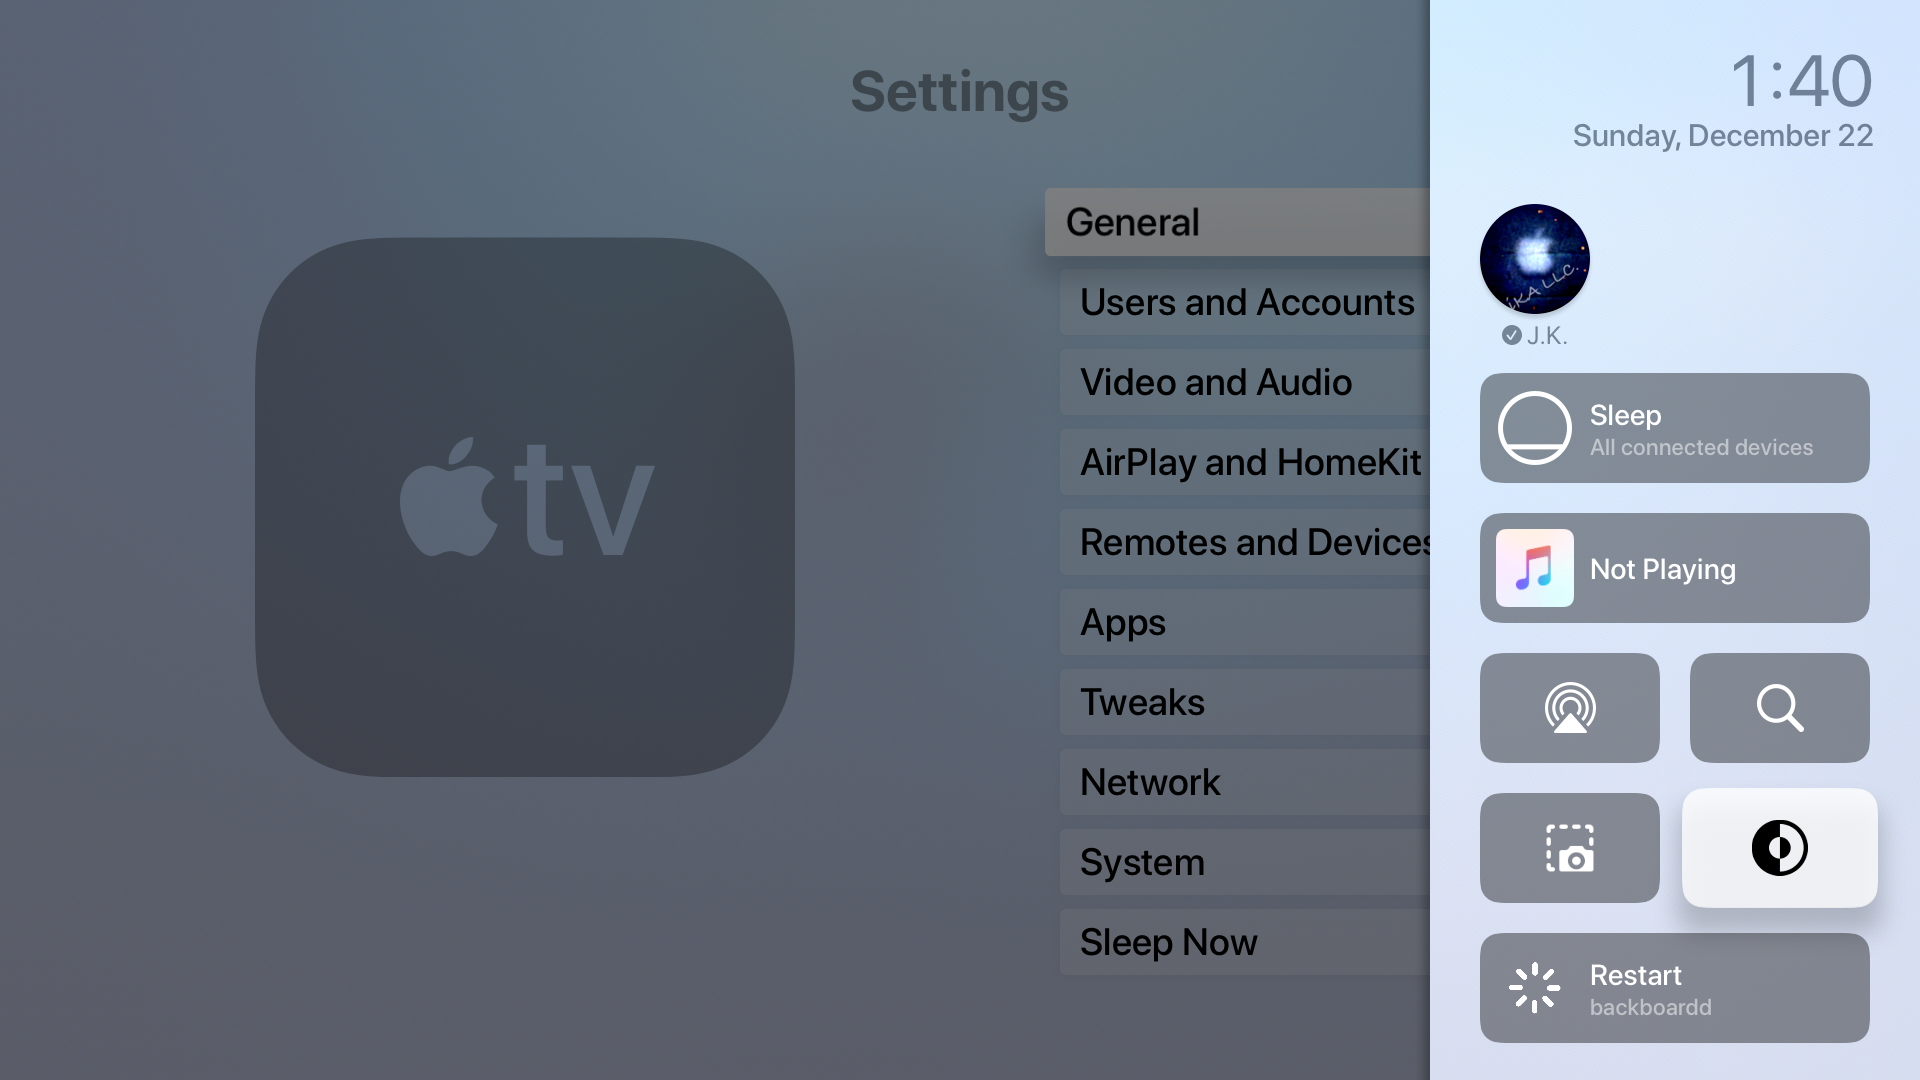 Settings
tv
General
Users and Accounts
Video and Audio
AirPlay and HomeKit
Remotes and Devices
Apps
Tweaks
Network
System
Sleep Now
1:40
Sunday, December 22
IKA LLC.
J.K.
Sleep
All connected devices
Not Playing
Restart
backboardd